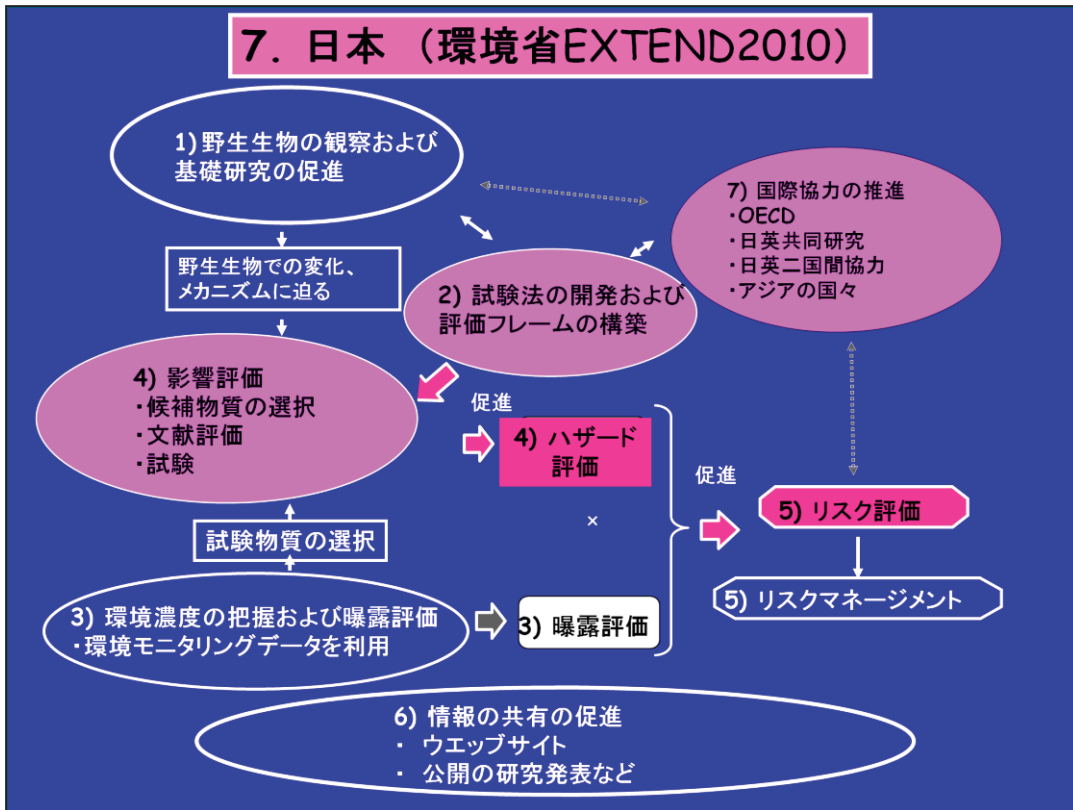 7. 日本 （環境省EXTEND2010）
1) 野生生物の観察および
基礎研究の促進
7) 国際協力の推進
・OECD
・日英共同研究
・日英二国間協力
・アジアの国々
野生生物での変化、
メカニズムに迫る
2) 試験法の開発および
評価フレームの構築
4) 影響評価
・候補物質の選択
・文献評価
・試験
促進
4) ハザード
評価
促進
×
5) リスク評価
試験物質の選択
5) リスクマネージメント
3) 環境濃度の把握および曝露評価
・環境モニタリングデータを利用
3) 曝露評価
6) 情報の共有の促進
・ ウエッブサイト
・ 公開の研究発表など